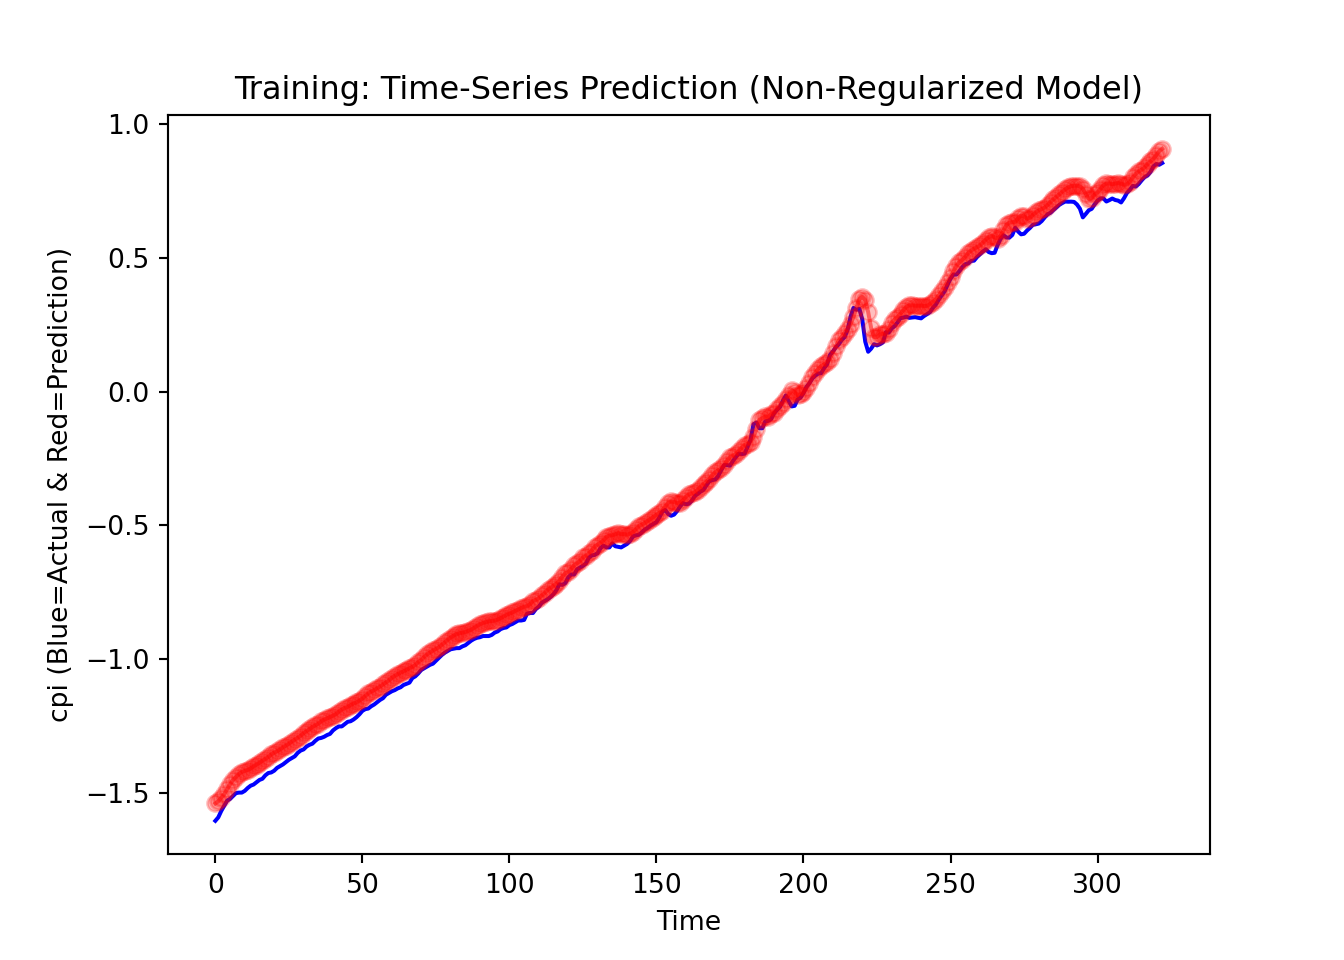 Training: Time-Series Prediction (Non-Regularized Model)
cpi (Blue=Actual & Red=Prediction)
1.0
0.5
0.0
−0.5
−1.0
−1.5
0 50 100 150 200 250 300
Time